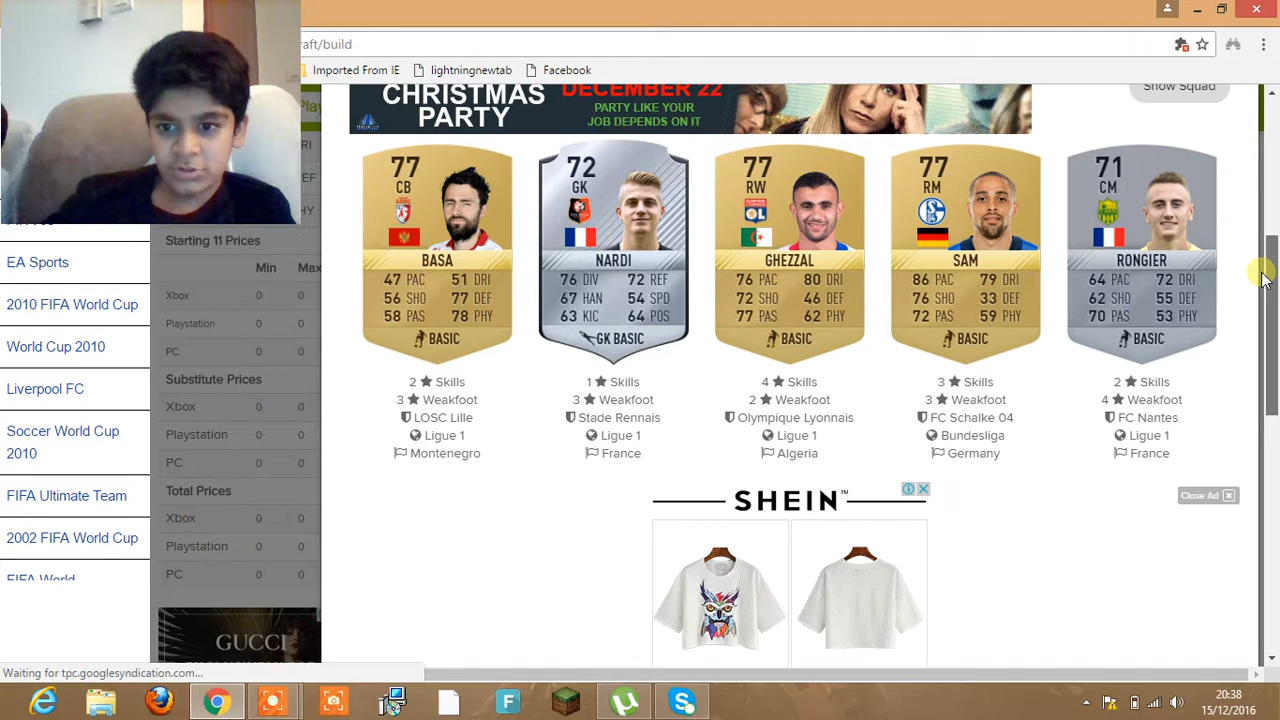 raft/build
Imported From IE
lightningnewtab
Facebook
CHRISTMAS
PARTY
DECEMBER 22
PARTY LIKE YOUR
JOB DEPENDS ON IT
Show Squad
EA Sports
2010 FIFA World Cup
World Cup 2010
Liverpool FC
Soccer World Cup
2010
FIFA Ultimate Team
2002 FIFA World Cup
FIFA World
Starting 11 Prices
Min Max
Xbox 0 0
Playstation 0 0
PC 0 0
Substitute Prices
Xbox 0 0
Playstation 0 0
PC 0 0
Total Prices
Xbox 0 0
Playstation 0 0
PC 0 0
GUCCI
77
CB
BASA
47 PAC 51 DRI
56 SHO 77 DEF
58 PAS 78 PHY
BASIC
2 ★ Skills
3 ★ Weakfoot
LOSC Lille
Ligue 1
Montenegro
72
GK
NARDI
76 DIV 72 REF
67 HAN 54 SPD
63 KIC 64 POS
GK BASIC
1 ★ Skills
3 ★ Weakfoot
Stade Rennais
Ligue 1
France
77
RW
GHEZZAL
76 PAC 80 DRI
72 SHO 46 DEF
77 PAS 62 PHY
BASIC
4 ★ Skills
2 ★ Weakfoot
Olympique Lyonnais
Ligue 1
Algeria
77
RM
SAM
86 PAC 79 DRI
76 SHO 33 DEF
72 PAS 59 PHY
BASIC
3 ★ Skills
3 ★ Weakfoot
FC Schalke 04
Bundesliga
Germany
71
CM
RONGIER
64 PAC 72 DRI
62 SHO 55 DEF
70 PAS 53 PHY
BASIC
2 ★ Skills
4 ★ Weakfoot
FC Nantes
Ligue 1
France
SHEIN™
Close Ad
Waiting for tpc.googlesyndication.com...
20:38
15/12/2016